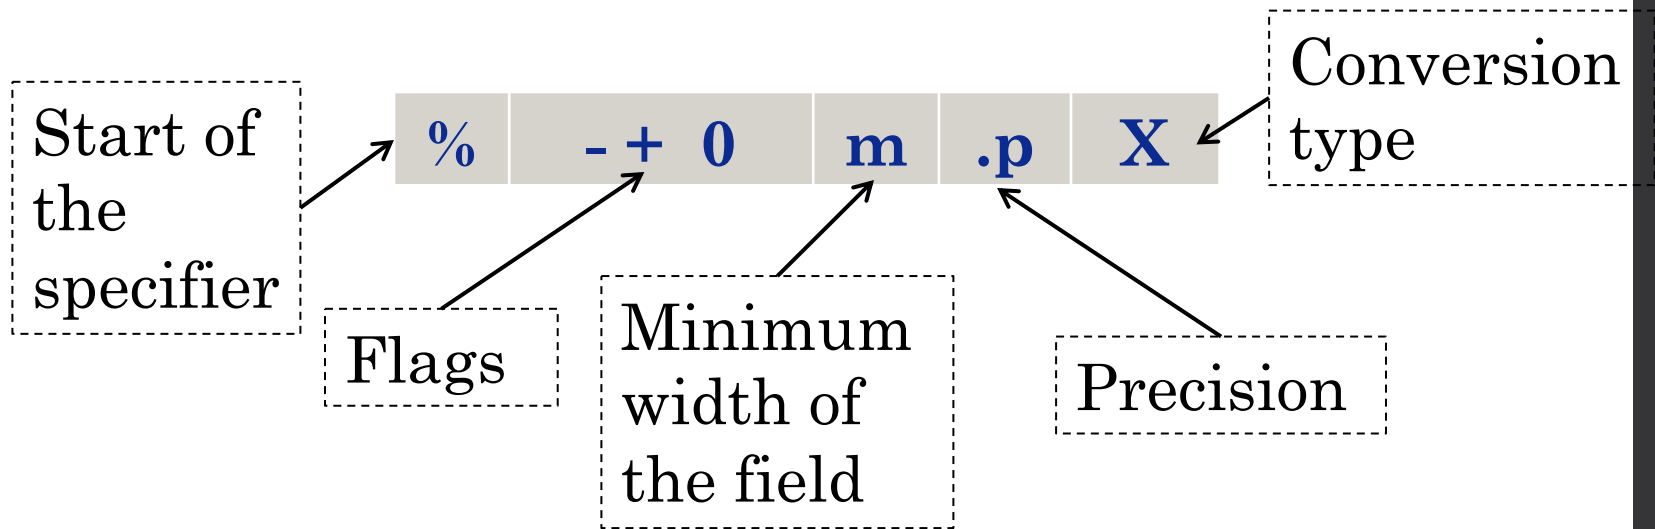 Conversion
type
Start of
the
specifier
% - + 0 m .p X
Flags
Minimum
width of
the field
Precision